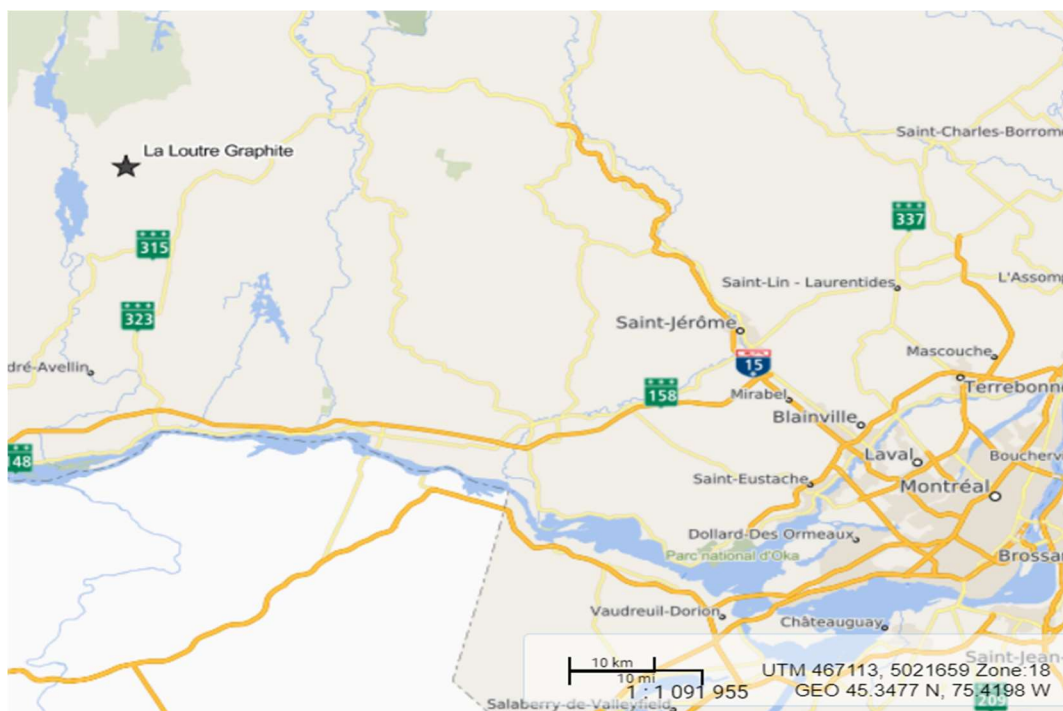 Saint-Charles-Borrome
La Loutre Graphite
337
315
Saint-Lin - Laurentides
L'Assomp
323
Saint-Jérôme
Mascouche
15
dré-Avellin
158
Mirabel
Terrebonne
Blainville
148
Laval
Boucherv
Saint-Eustache
Montréal
Dollard-Des Ormeaux
Parc national d'Oka
Brossa
Vaudreuil-Dorion
Châteauguay
Saint-Jean-
10 km
10 mi
UTM 467113, 5021659 Zone:18
1 : 1 091 955
GEO 45.3477 N, 75.4198 W
Salaberry-de-Valleyfield
209